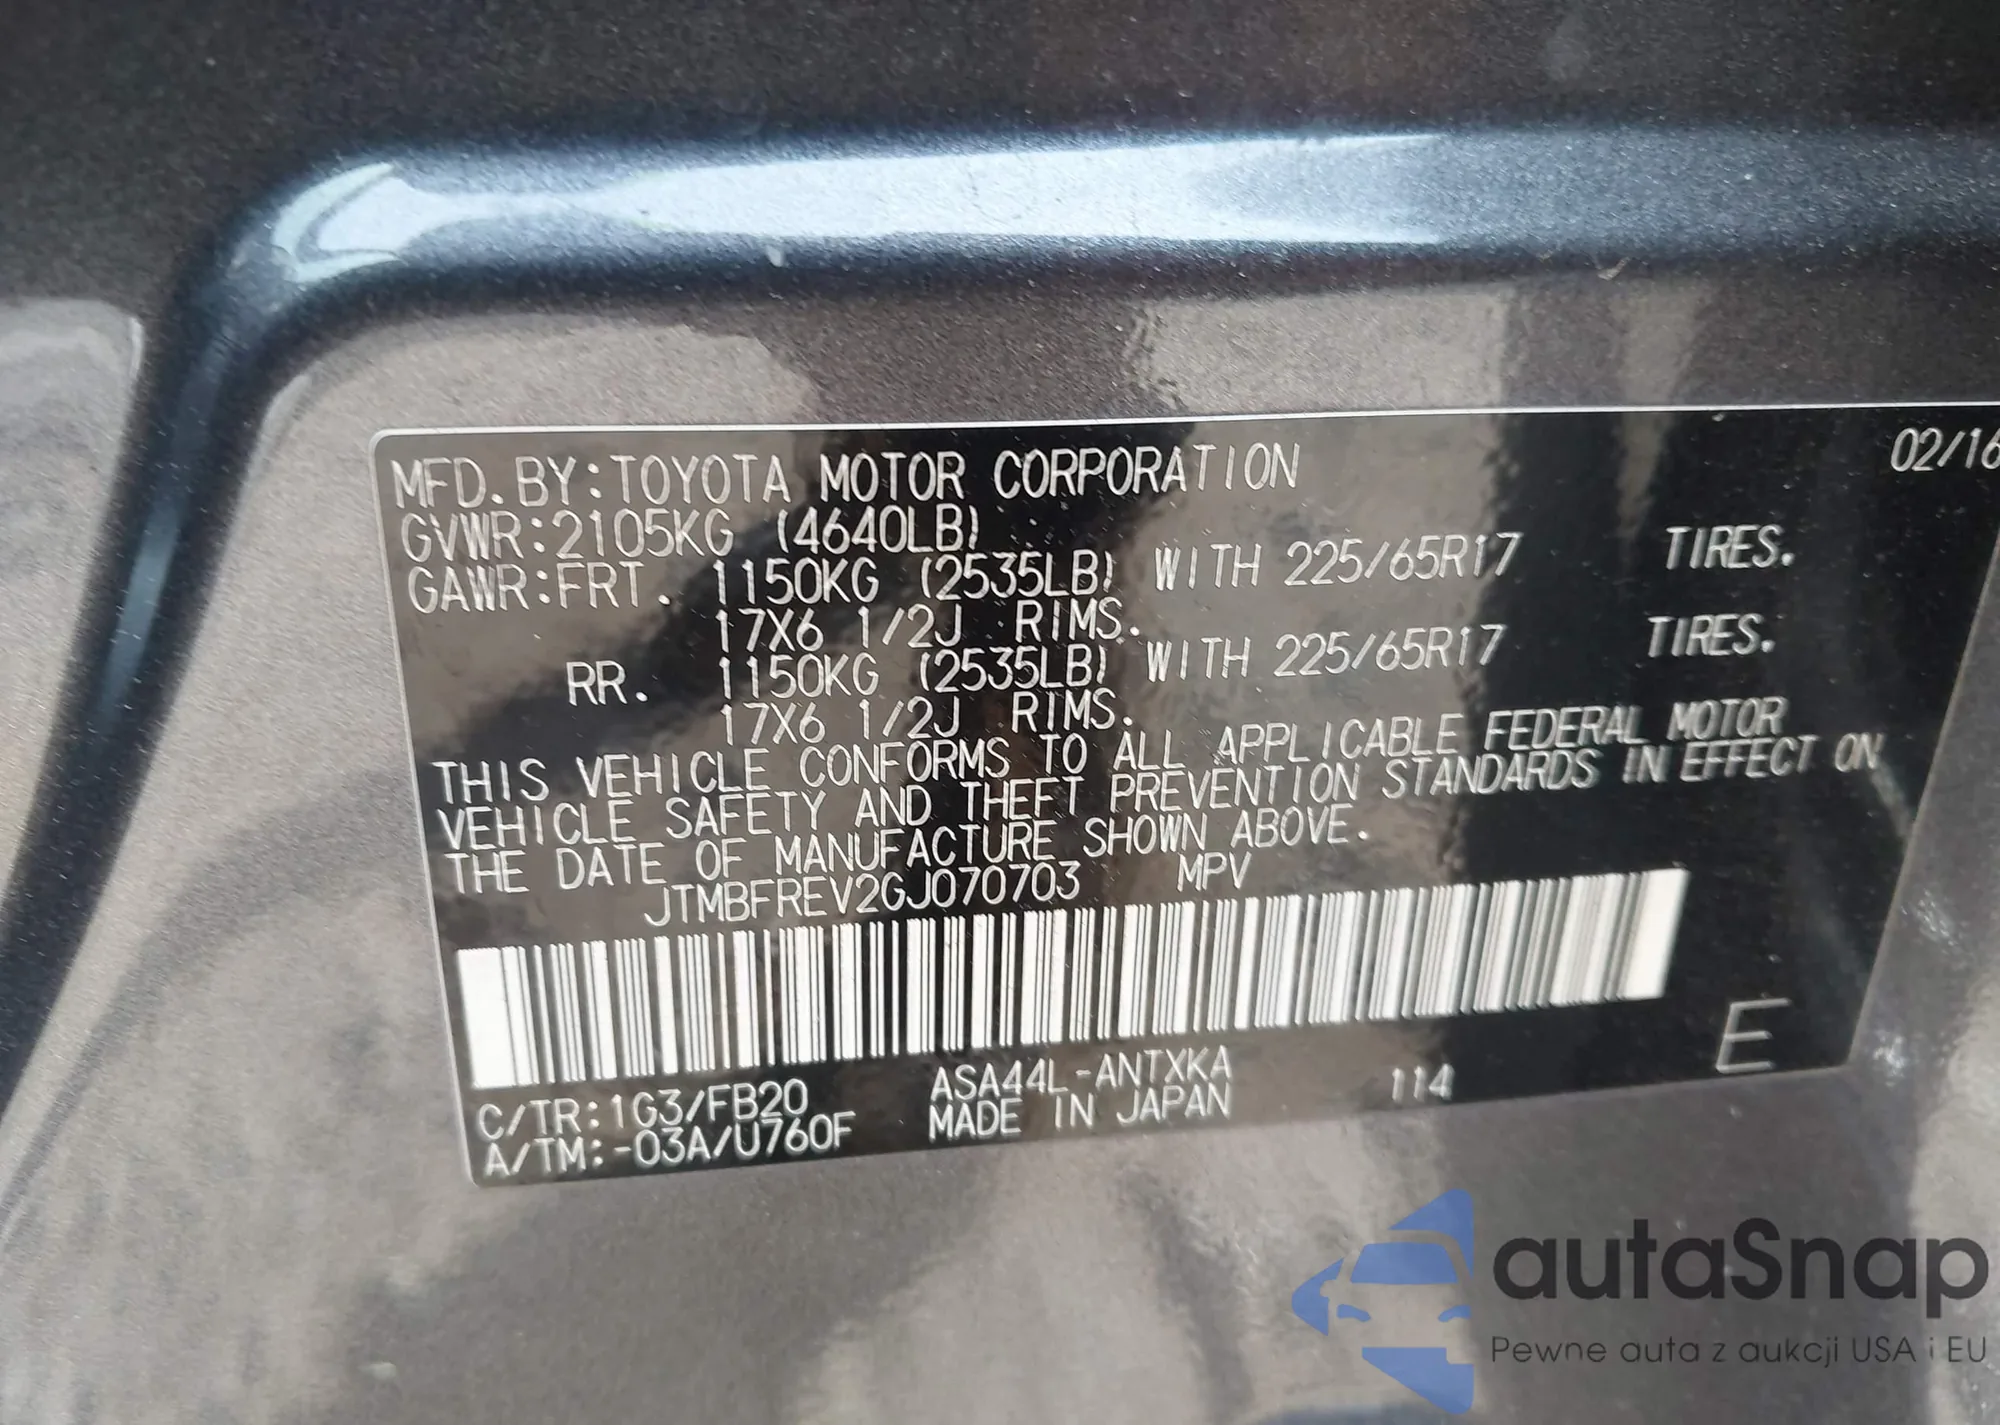 MFD. BY:TOYOTA MOTOR CORPORATION 02/16
GVWR:2105KG (4640LB)
GAWR:FRT. 1150KG (2535LB) WITH 225/65R17 TIRES.
17X6 1/2J RIMS.
RR. 1150KG (2535LB) WITH 225/65R17 TIRES.
17X6 1/2J RIMS.
THIS VEHICLE CONFORMS TO ALL APPLICABLE FEDERAL MOTOR
VEHICLE SAFETY AND THEFT PREVENTION STANDARDS IN EFFECT ON
THE DATE OF MANUFACTURE SHOWN ABOVE.
JTMBFREV2GJ070703 MPV
E
C/TR:1G3/FB20 ASA44L-ANTXKA 114
A/TM:-03A/U760F MADE IN JAPAN
autaSnap
Pewne auta z aukcji USA i EU